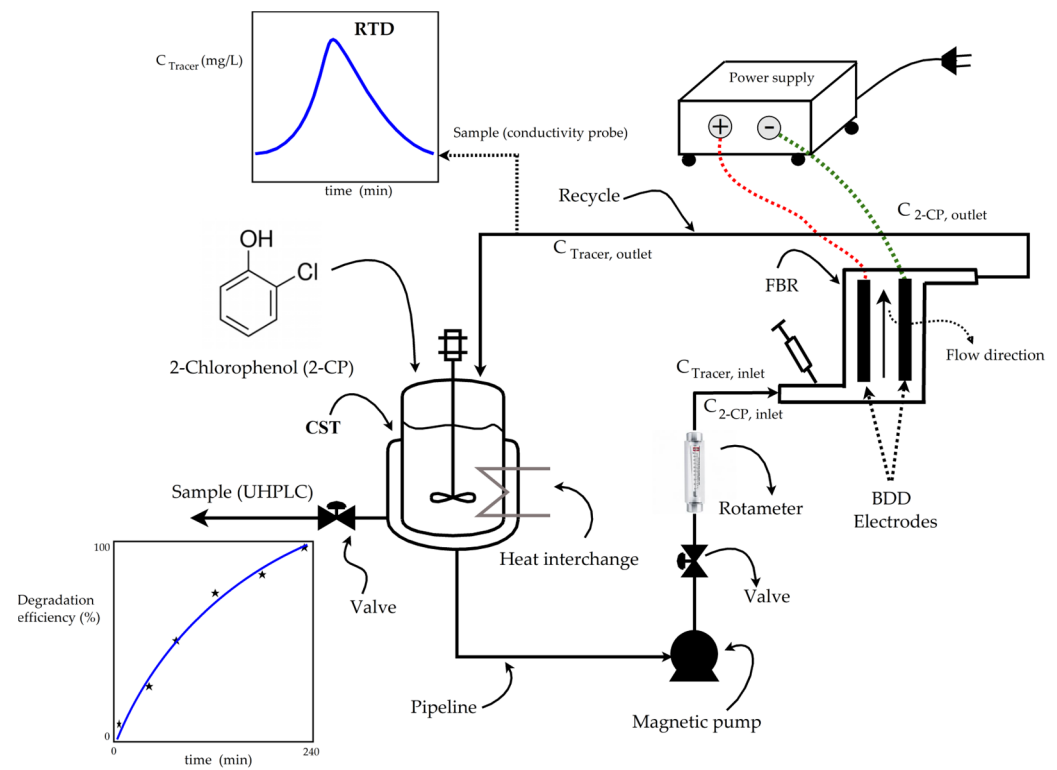 RTD
C Tracer (mg/L)
time (min)
Sample (conductivity probe)
Power supply
+
-
Recycle
C 2-CP, outlet
C Tracer, outlet
OH
Cl
2-Chlorophenol (2-CP)
FBR
Flow direction
C Tracer, inlet
C 2-CP, inlet
CST
Sample (UHPLC)
Rotameter
BDD
Electrodes
Heat interchange
Valve
Valve
100
Degradation
efficiency (%)
0
0
240
time (min)
Pipeline
Magnetic pump